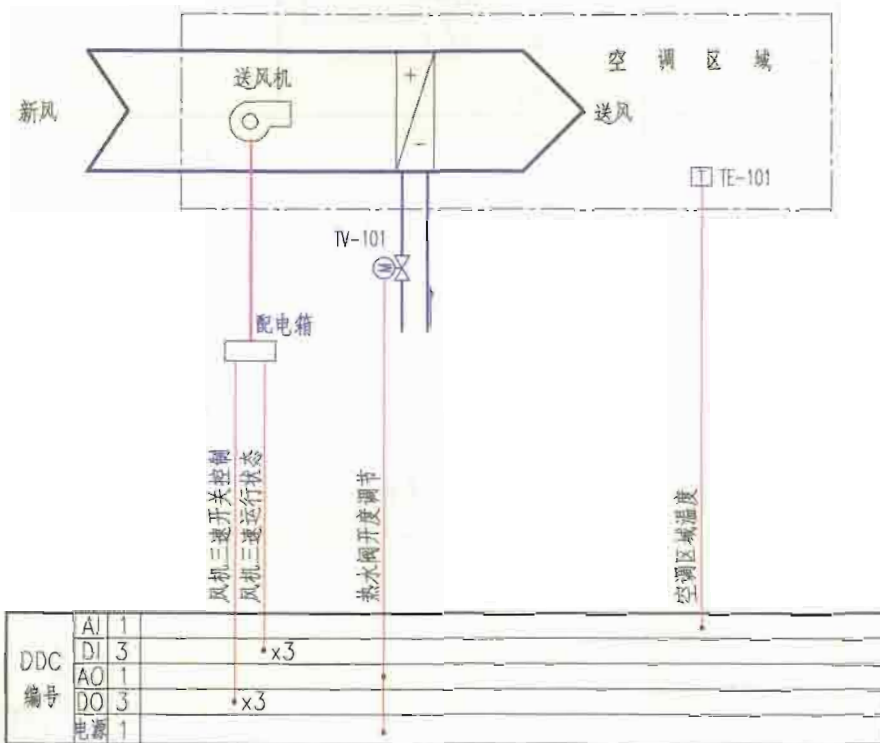 空调区域
送风机
新风
送风
+
-
T TE-101
TV-101
M
配电箱
风机三速开关控制
风机三速运行状态
热水阀开度调节
空调区域温度
DDC
编号
AI 1
DI 3 x3
AO 1
DO 3 x3
电源 1